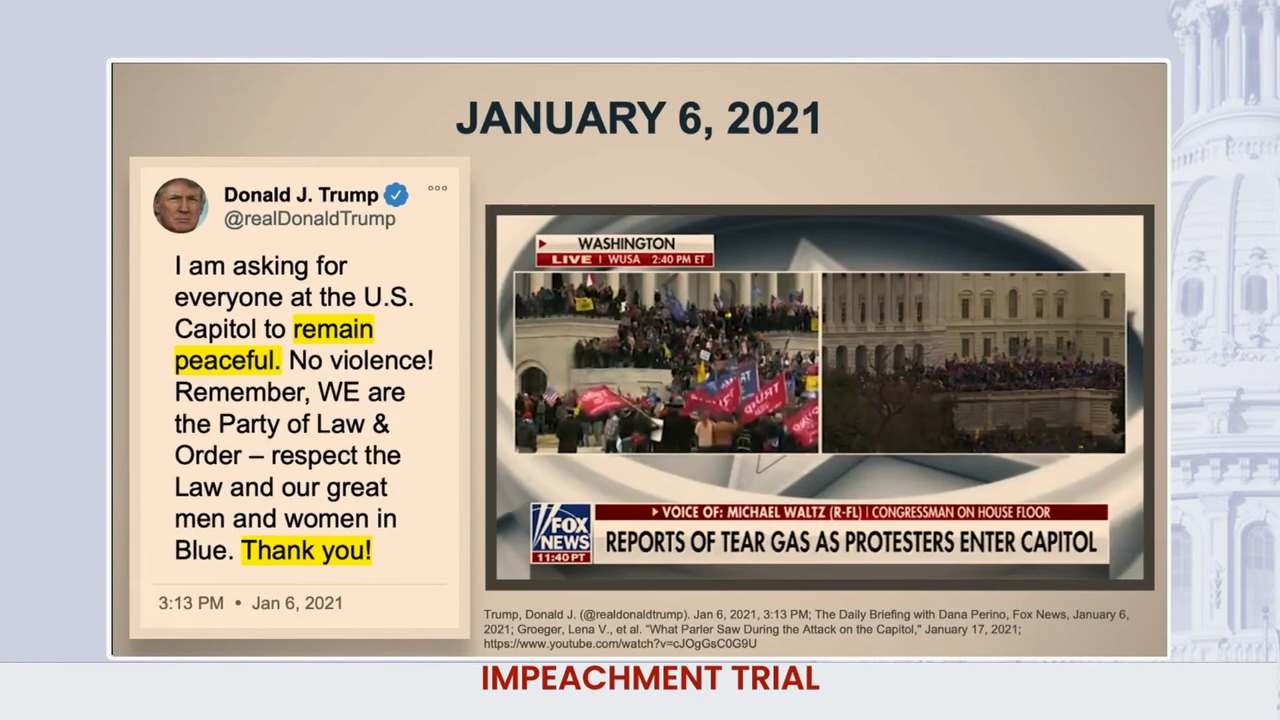 JANUARY 6, 2021
Donald J. Trump
@realDonaldTrump
I am asking for
everyone at the U.S.
Capitol to remain
peaceful. No violence!
Remember, WE are
the Party of Law &
Order – respect the
Law and our great
men and women in
Blue. Thank you!
3:13 PM • Jan 6, 2021
WASHINGTON
LIVE | WUSA 2:40 PM ET
TRUMP
VOICE OF: MICHAEL WALTZ (R-FL) | CONGRESSMAN ON HOUSE FLOOR
FOX
NEWS
11:40 PT
REPORTS OF TEAR GAS AS PROTESTERS ENTER CAPITOL
Trump, Donald J. (@realdonaldtrump). Jan 6, 2021, 3:13 PM; The Daily Briefing with Dana Perino, Fox News, January 6,
2021; Groeger, Lena V., et al. "What Parler Saw During the Attack on the Capitol," January 17, 2021;
https://www.youtube.com/watch?v=cJOgGsC0G9U
IMPEACHMENT TRIAL